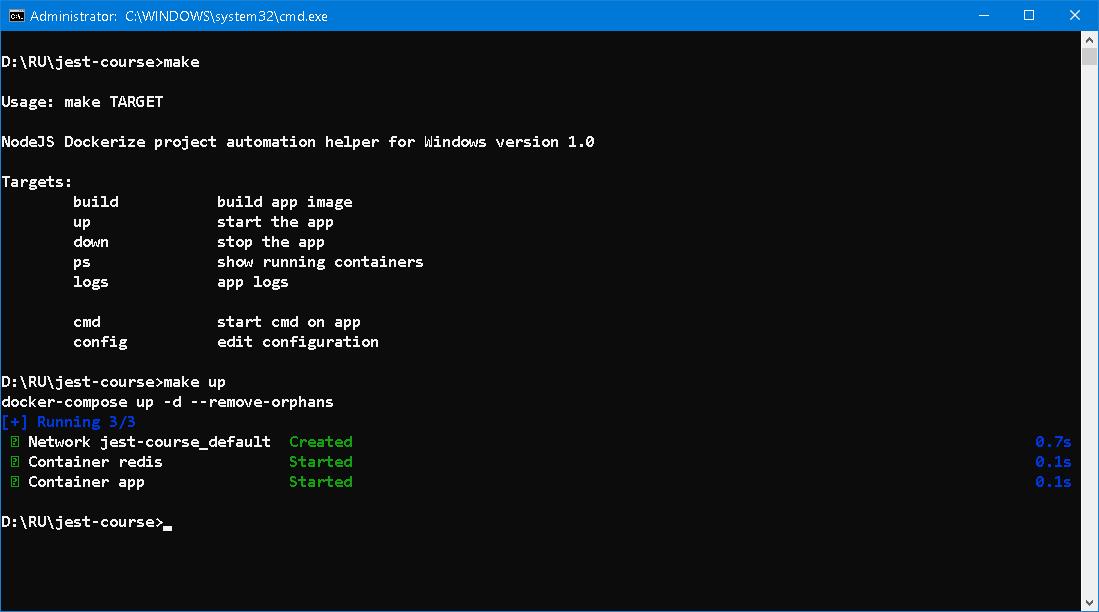 Administrator: C:\WINDOWS\system32\cmd.exe
D:\RU\jest-course>make
Usage: make TARGET
NodeJS Dockerize project automation helper for Windows version 1.0
Targets:
build build app image
up start the app
down stop the app
ps show running containers
logs app logs
cmd start cmd on app
config edit configuration
D:\RU\jest-course>make up
docker-compose up -d --remove-orphans
[+] Running 3/3
Network jest-course_default Created 0.7s
Container redis Started 0.1s
Container app Started 0.1s
D:\RU\jest-course>